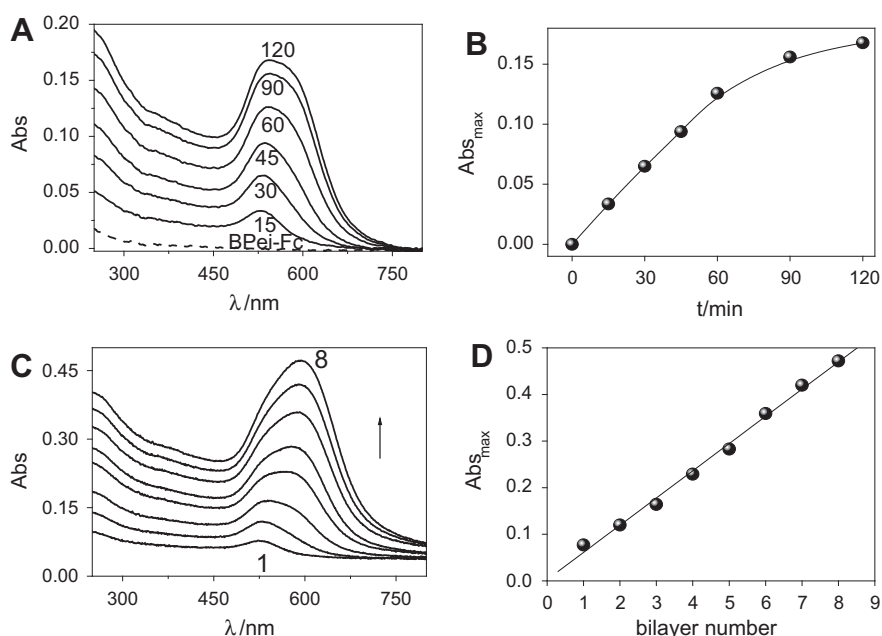 A
0.20
0.15
0.10
0.05
0.00
Abs
120
90
60
45
30
15
BPei-Fc
300 450 600 750
λ /nm
B
0.15
0.10
0.05
0.00
Absmax
0 30 60 90 120
t/min
C
0.45
0.30
0.15
0.00
Abs
8
1
300 450 600 750
λ /nm
D
0.5
0.4
0.3
0.2
0.1
0.0
Absmax
0 1 2 3 4 5 6 7 8 9
bilayer number